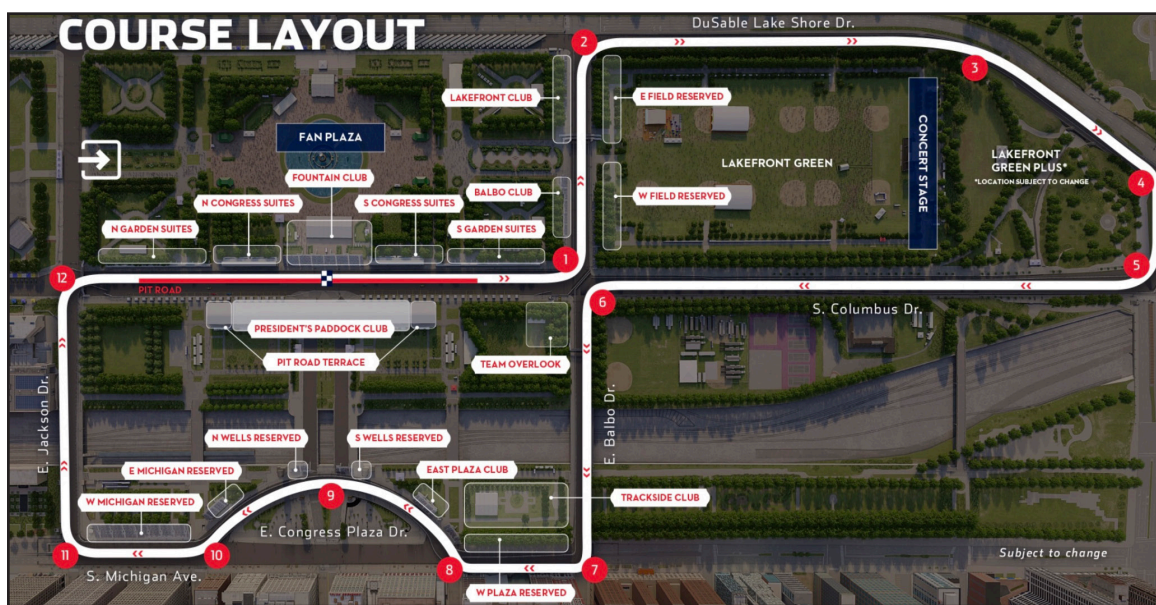 COURSE LAYOUT
DuSable Lake Shore Dr.
2
3
LAKEFRONT CLUB
E FIELD RESERVED
FAN PLAZA
CONCERT STAGE
LAKEFRONT GREEN
LAKEFRONT
GREEN PLUS*
*LOCATION SUBJECT TO CHANGE
4
FOUNTAIN CLUB
BALBO CLUB
N CONGRESS SUITES
S CONGRESS SUITES
W FIELD RESERVED
N GARDEN SUITES
S GARDEN SUITES
1
5
12
PIT ROAD
6
S. Columbus Dr.
PRESIDENT'S PADDOCK CLUB
PIT ROAD TERRACE
TEAM OVERLOOK
E. Jackson Dr.
E. Balbo Dr.
N WELLS RESERVED
S WELLS RESERVED
E MICHIGAN RESERVED
EAST PLAZA CLUB
W MICHIGAN RESERVED
9
TRACKSIDE CLUB
E. Congress Plaza Dr.
11
10
8
7
Subject to change
S. Michigan Ave.
W PLAZA RESERVED